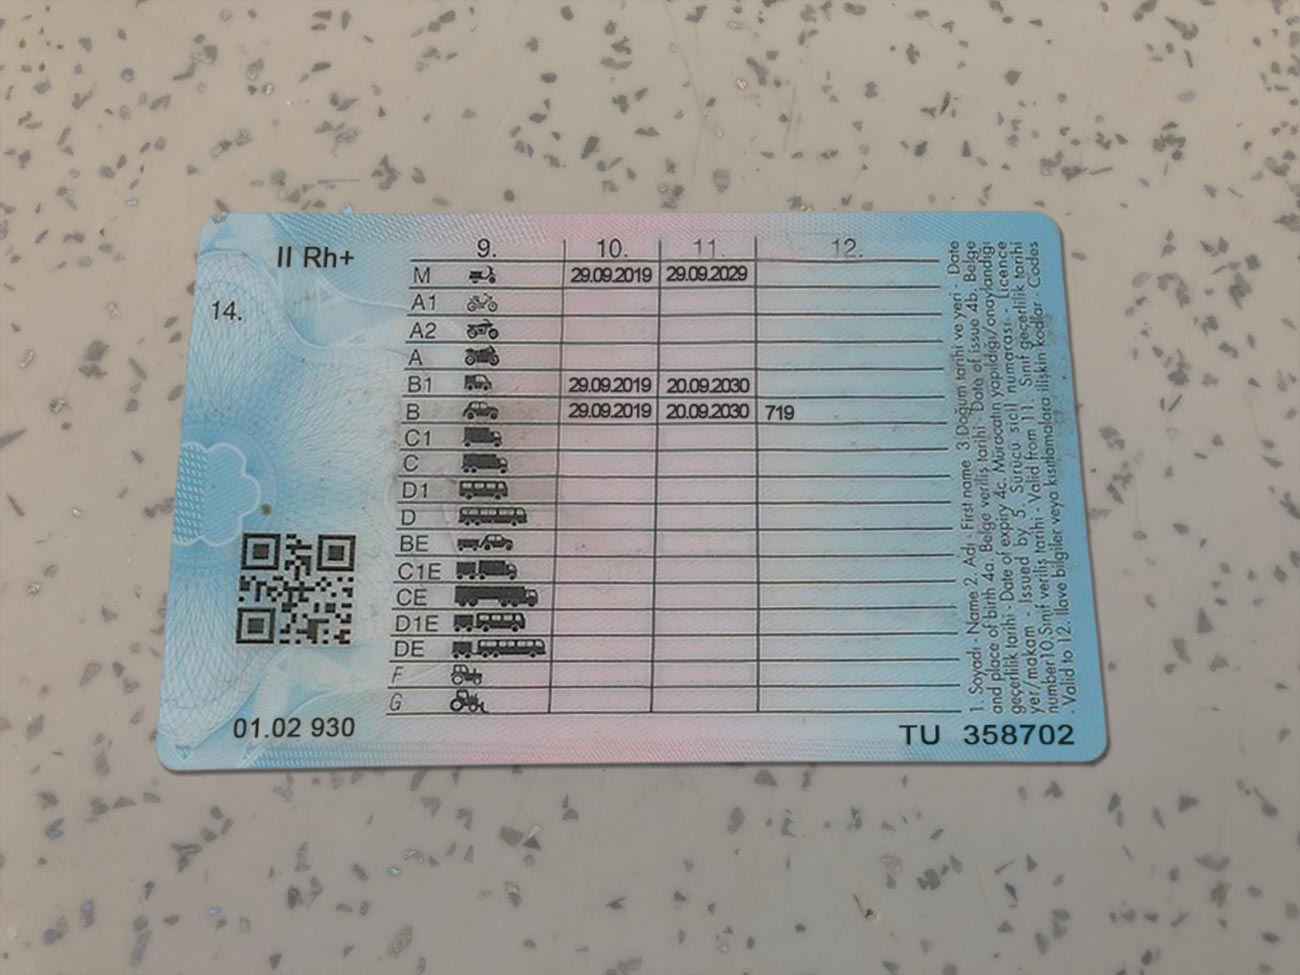 II Rh+
9. 10. 11. 12.
M 29.09.2019 29.09.2029
A1
14.
A2
A
B1 29.09.2019 20.09.2030
B 29.09.2019 20.09.2030 719
C1
C
D1
D
BE
C1E
CE
D1E
DE
F
G
01.02 930
TU 358702
1. Soyadı - Name 2. Adı - First name 3.Doğum tarihi ve yeri - Date
and place of birth 4a. Belge veriliş tarihi - Date of issue 4b. Belge
geçerlilik tarihi - Date of expiry 4c. Müracatın yapıldığı/onaylandığı
yer/makam - Issued by 5. Sürücü sicil numarası - Licence
number10.Sınıf veriliş tarihi - Valid from 11. Sınıf geçerlilik tarihi
- Valid to 12. İlave bilgiler veya kısıtlamalara ilişkin kodlar - Codes